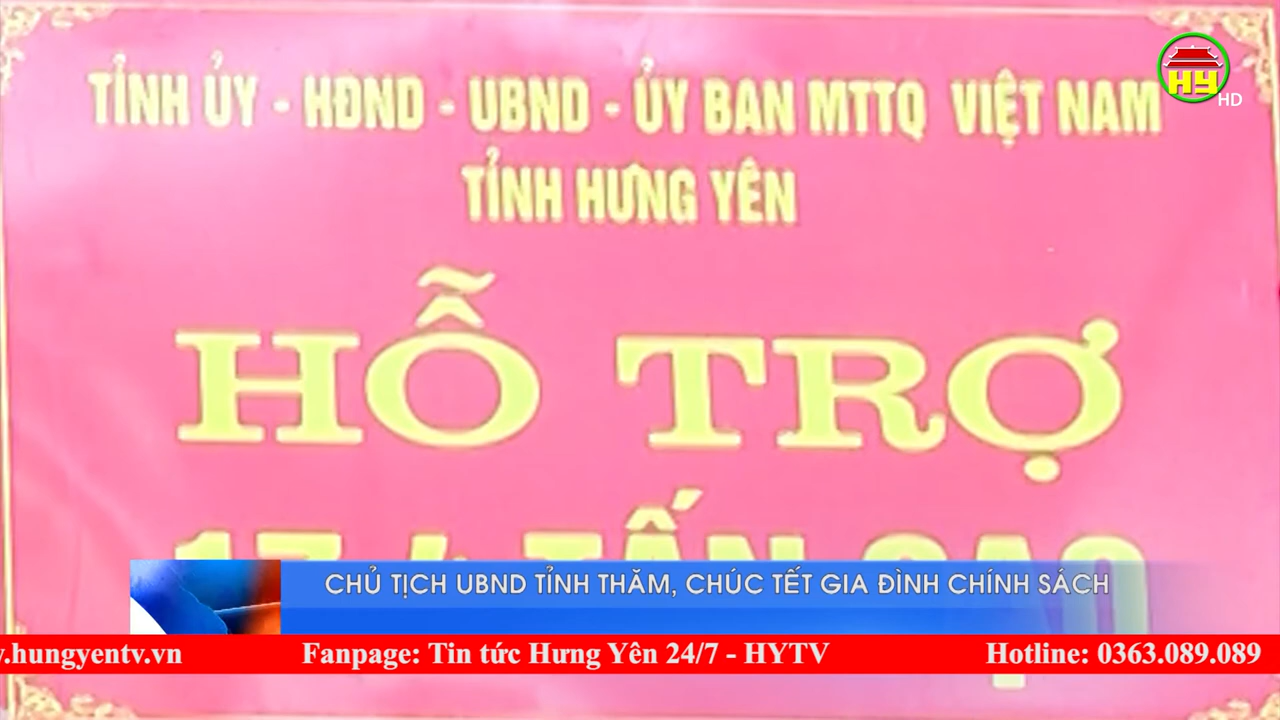 HY
HD
TỈNH ỦY - HĐND - UBND - ỦY BAN MTTQ VIỆT NAM
TỈNH HƯNG YÊN
HỖ TRỢ
TẤN GẠO
CHỦ TỊCH UBND TỈNH THĂM, CHÚC TẾT GIA ĐÌNH CHÍNH SÁCH
.hungyentv.vn Fanpage: Tin tức Hưng Yên 24/7 - HYTV Hotline: 0363.089.089